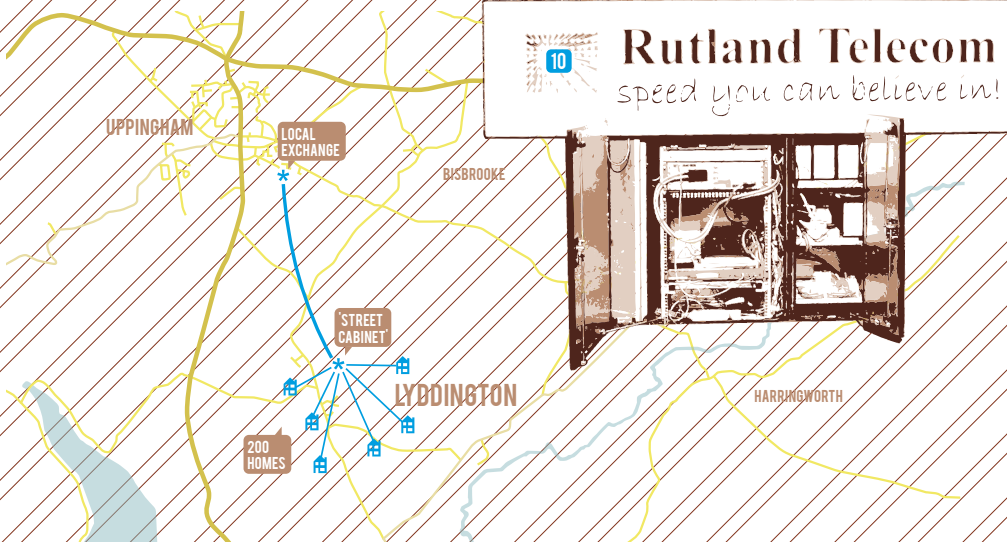 10
Rutland Telecom
speed you can believe in!
UPPINGHAM
LOCAL
EXCHANGE
BISBROOKE
'STREET
CABINET'
LYDDINGTON
HARRINGWORTH
200
HOMES